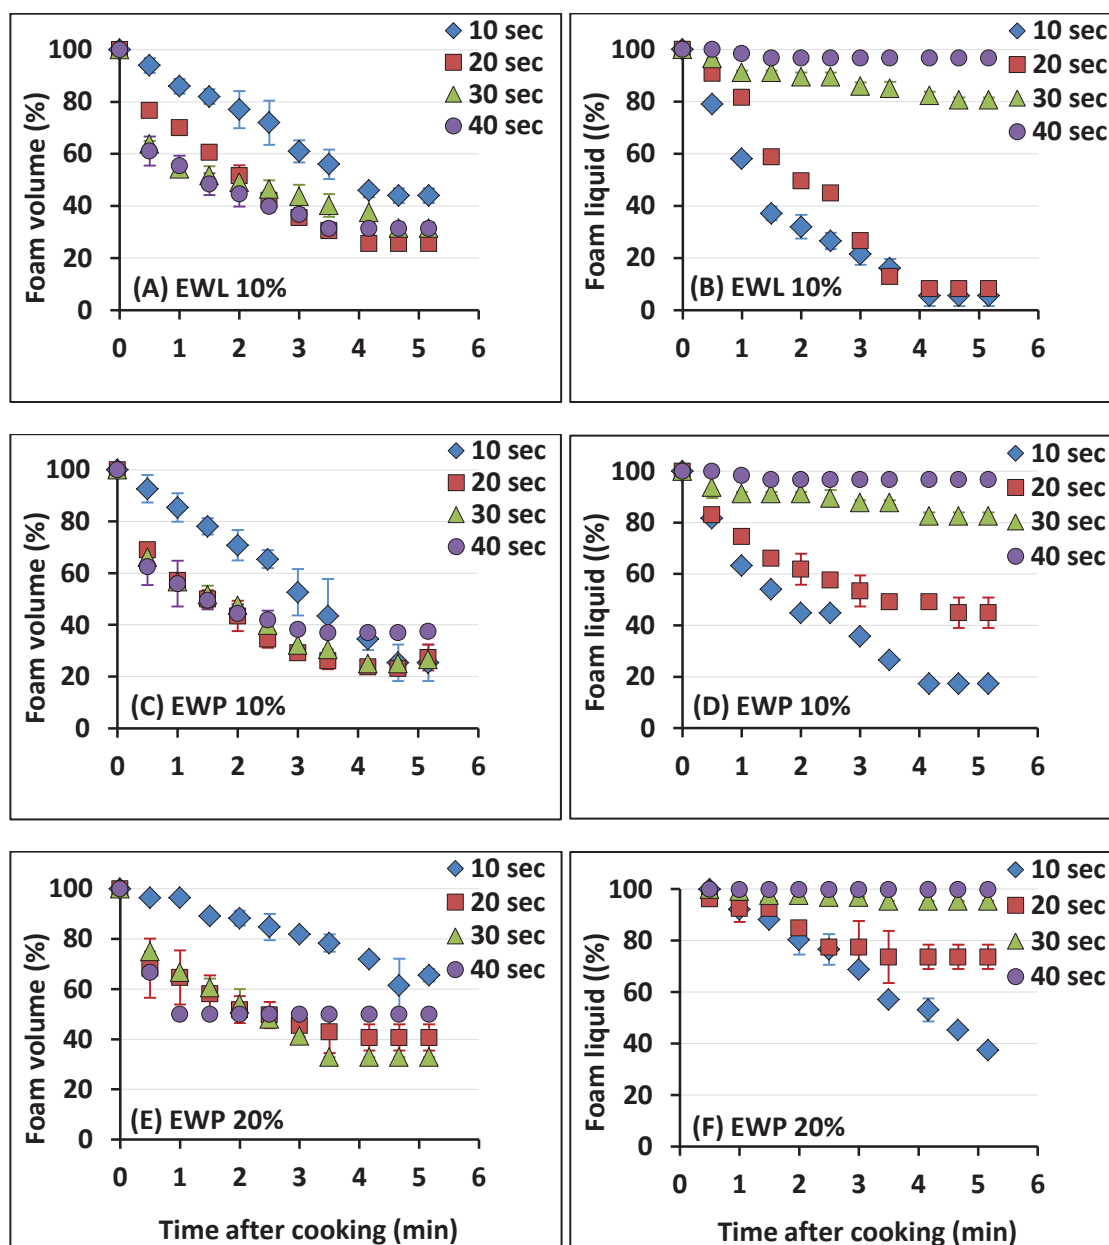 10 sec
20 sec
30 sec
40 sec
Foam volume (%)
100
80
60
40
20
0
(A) EWL 10%
0 1 2 3 4 5 6
10 sec
20 sec
30 sec
40 sec
Foam liquid ((%)
100
80
60
40
20
0
(B) EWL 10%
0 1 2 3 4 5 6
10 sec
20 sec
30 sec
40 sec
Foam volume (%)
100
80
60
40
20
0
(C) EWP 10%
0 1 2 3 4 5 6
10 sec
20 sec
30 sec
40 sec
Foam liquid ((%)
100
80
60
40
20
0
(D) EWP 10%
0 1 2 3 4 5 6
10 sec
20 sec
30 sec
40 sec
Foam volume (%)
100
80
60
40
20
0
(E) EWP 20%
0 1 2 3 4 5 6
Time after cooking (min)
10 sec
20 sec
30 sec
40 sec
Foam liquid ((%)
100
80
60
40
20
0
(F) EWP 20%
0 1 2 3 4 5 6
Time after cooking (min)